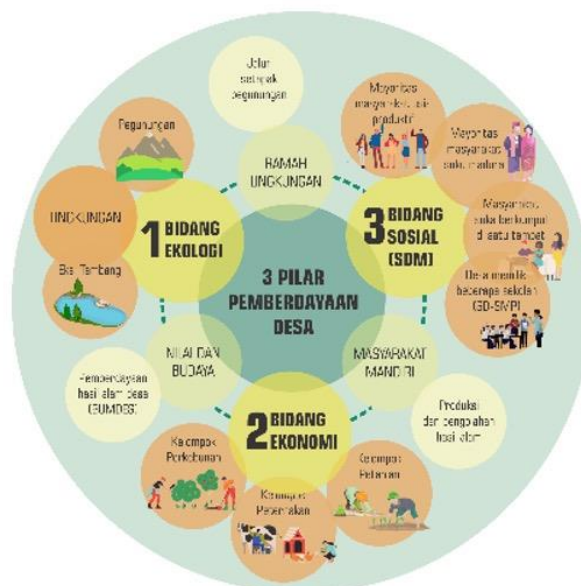 Jalur
setapak
pegunungan
RAMAH
LINGKUNGAN
Pegunungan
LINGKUNGAN
1 BIDANG
EKOLOGI
Eks Tambang
Mayoritas
masyarakat usia
produktif
Mayoritas
masyarakat
suku madura
3 BIDANG
SOSIAL
(SDM)
Masyarakat
suka berkumpul
di satu tempat
Desa memiliki
beberapa sekolah
(SD-SMP)
3 PILAR
PEMBERDAYAAN
DESA
NILAI DAN
BUDAYA
MASYARAKAT
MANDIRI
Pemberdayaan
hasil alam desa
(BUMDES)
2 BIDANG
EKONOMI
Produksi
dan pengolahan
hasil alam
Kelompok
Perkebunan
Kelompok
Peternakan
Kelompok
Petanian